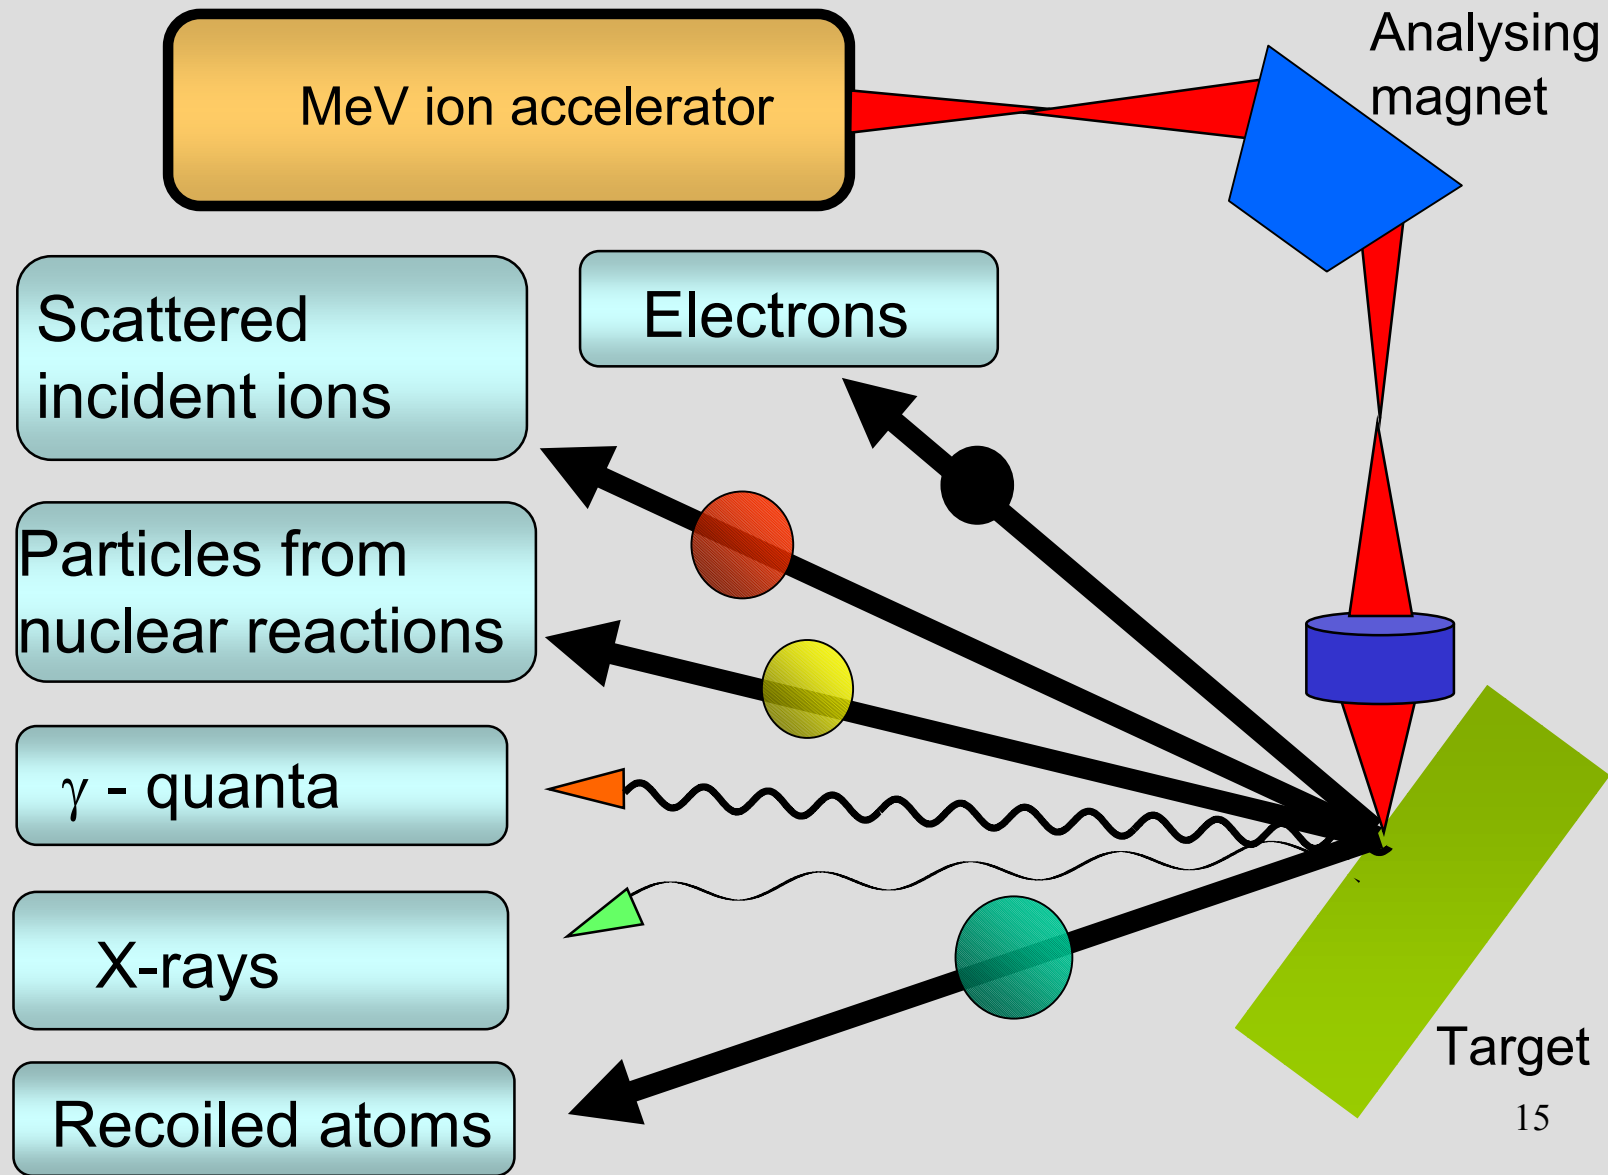 MeV ion accelerator
Analysing
magnet
Scattered
incident ions
Electrons
Particles from
nuclear reactions
γ - quanta
X-rays
Recoiled atoms
Target
15